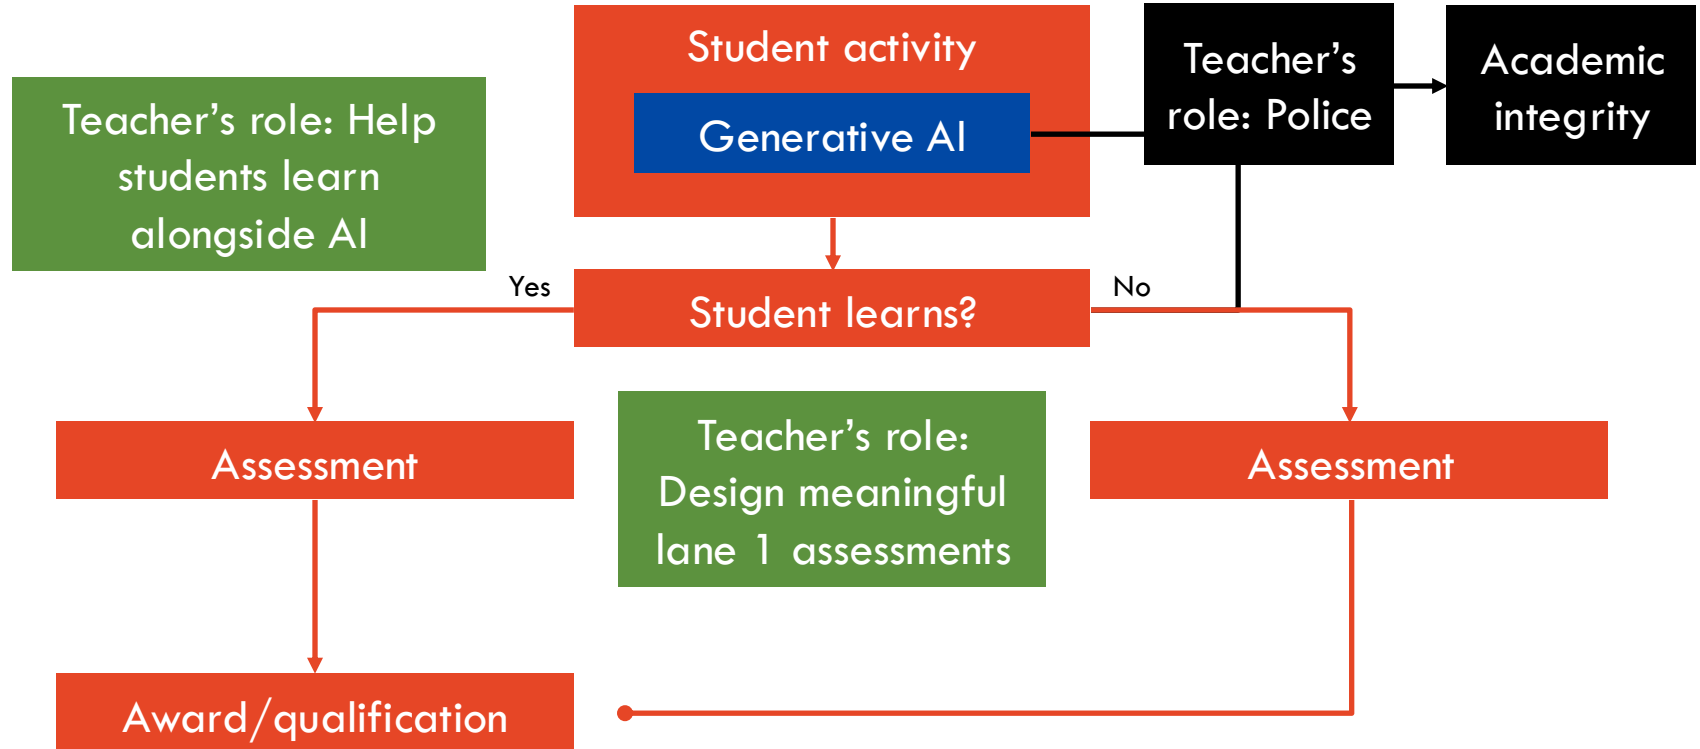 Student activity
Generative AI
Teacher’s
role: Police
Academic
integrity
Teacher’s role: Help
students learn
alongside AI
Yes
Student learns?
No
Assessment
Teacher’s role:
Design meaningful
lane 1 assessments
Assessment
Award/qualification